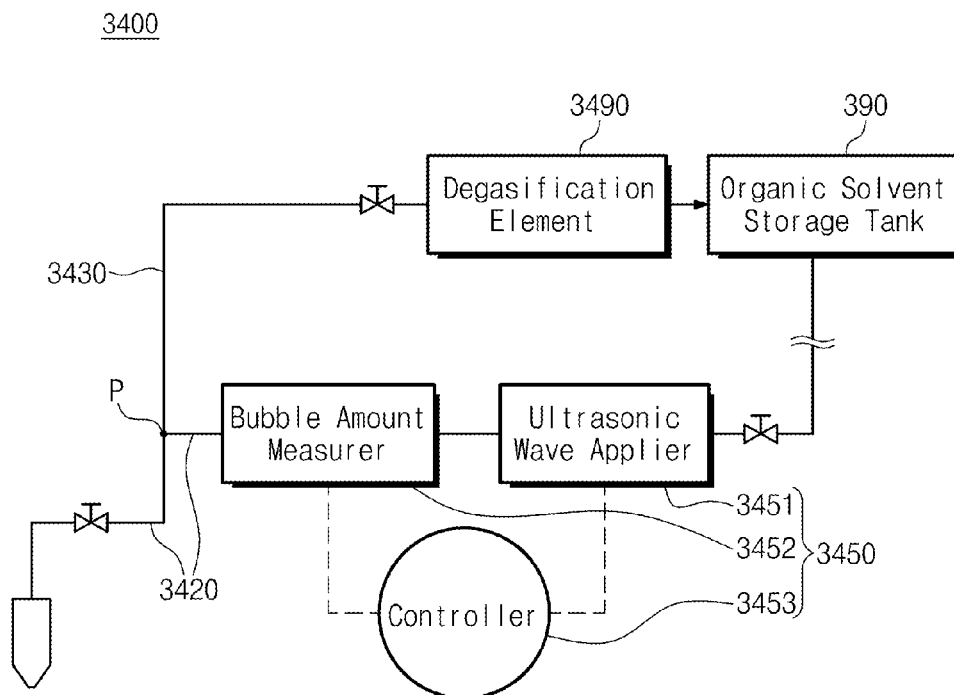 3400
3490
390
Degasification
Element
Organic Solvent
Storage Tank
3430
P
Bubble Amount
Measurer
Ultrasonic
Wave Applier
3451
3452
3450
3420
Controller
3453